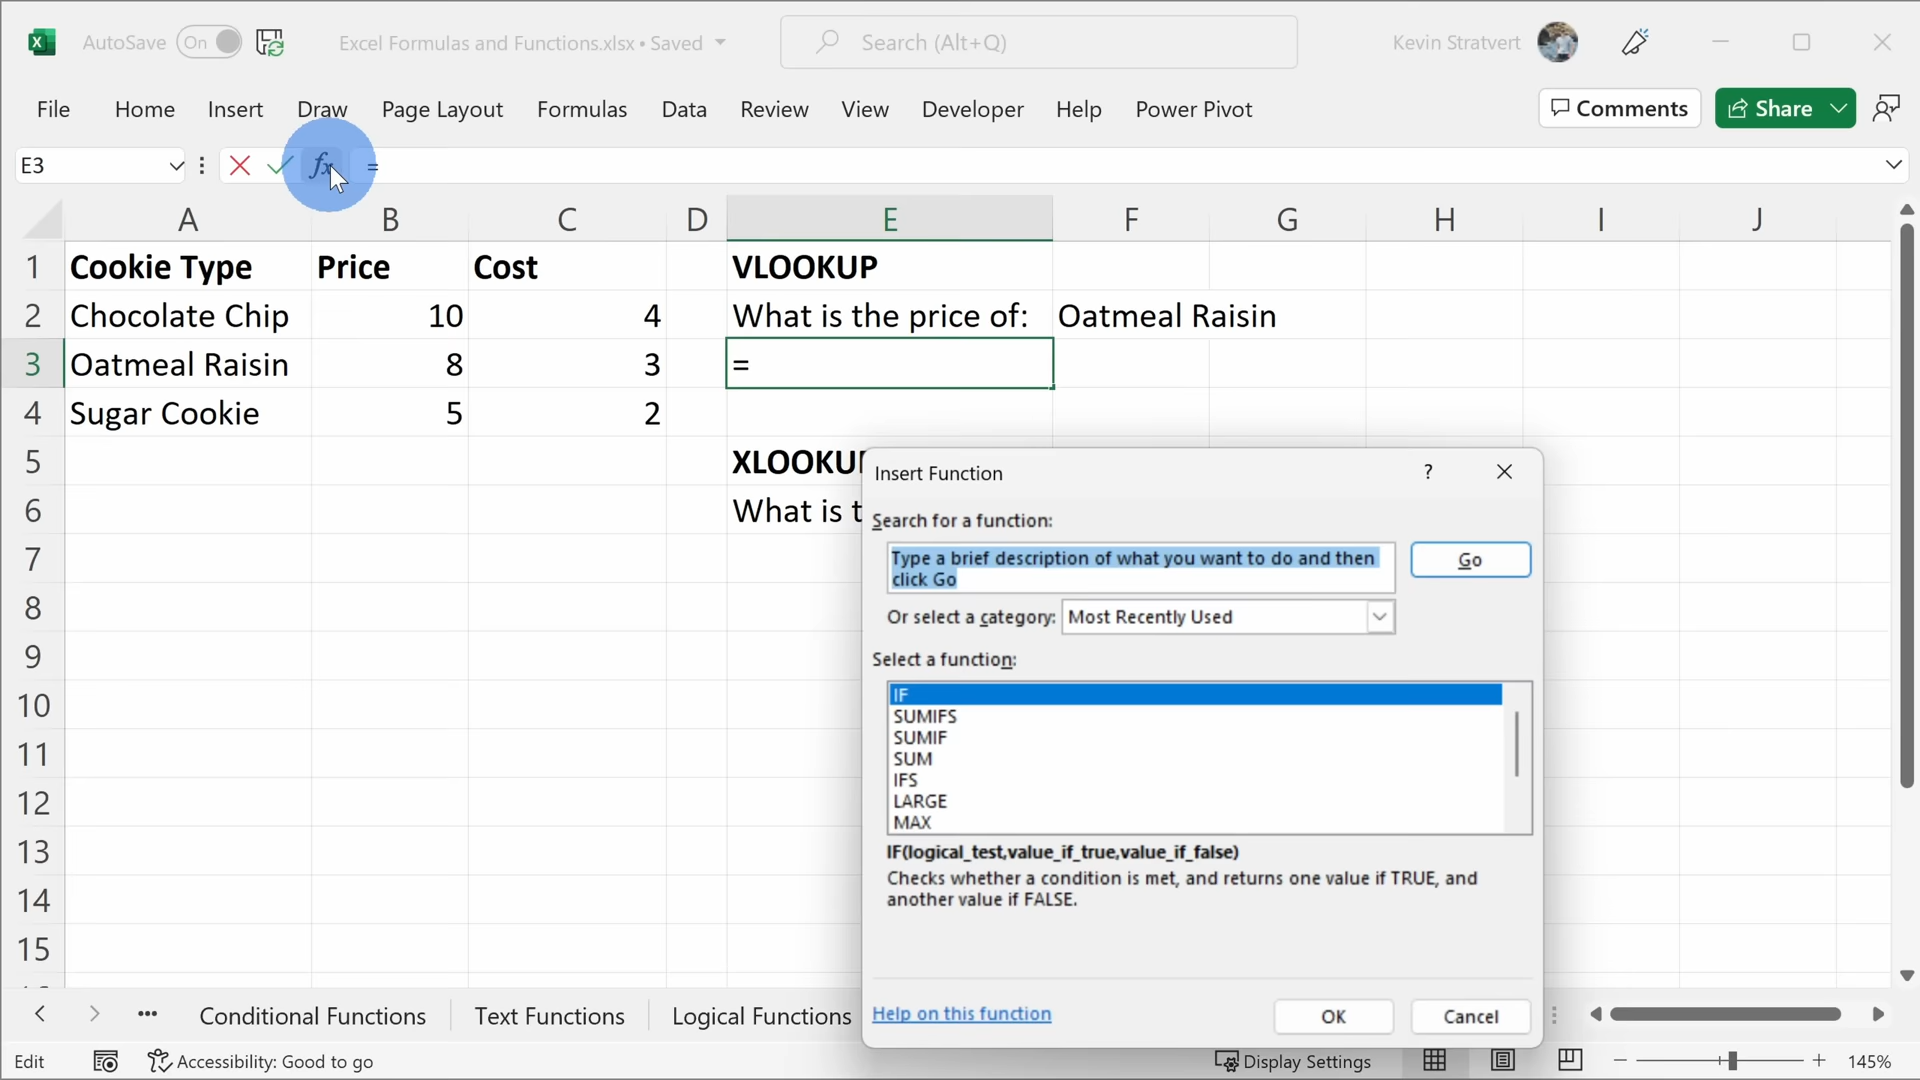 AutoSave On Excel Formulas and Functions.xlsx • Saved Search (Alt+Q) Kevin Stratvert
File Home Insert Draw Page Layout Formulas Data Review View Developer Help Power Pivot Comments Share
E3 fx =
A B C D E F G H I J
1 Cookie Type Price Cost VLOOKUP
2 Chocolate Chip 10 4 What is the price of: Oatmeal Raisin
3 Oatmeal Raisin 8 3 =
4 Sugar Cookie 5 2
5
6 What is t
7
8
9
10
11
12
13
14
15
Insert Function ?
Search for a function:
Type a brief description of what you want to do and then
click Go
Go
Or select a category: Most Recently Used
Select a function:
IF
SUMIFS
SUMIF
SUM
IFS
LARGE
MAX
IF(logical_test,value_if_true,value_if_false)
Checks whether a condition is met, and returns one value if TRUE, and
another value if FALSE.
Help on this function OK Cancel
Conditional Functions Text Functions Logical Functions
Edit Accessibility: Good to go Display Settings 145%